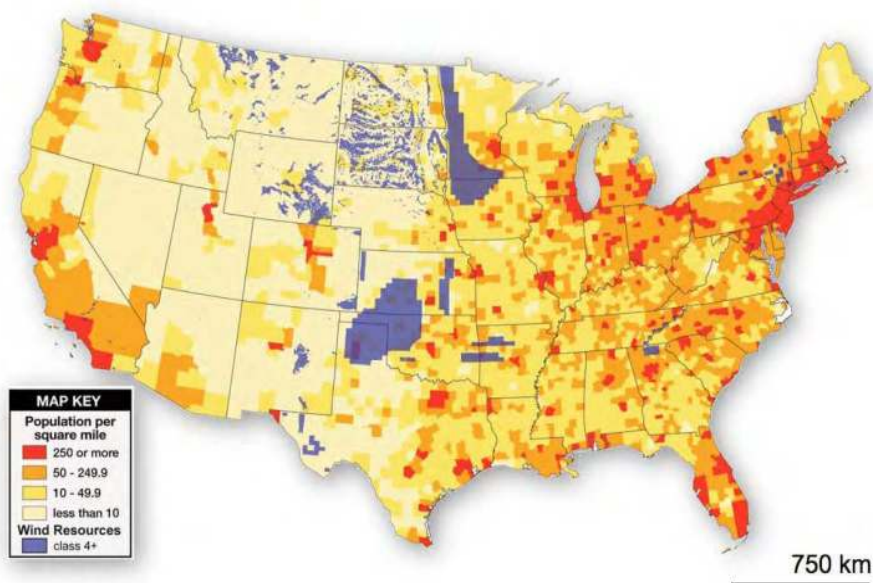 MAP KEY
Population per
square mile
250 or more
50 - 249.9
10 - 49.9
less than 10
Wind Resources
class 4+
750 km